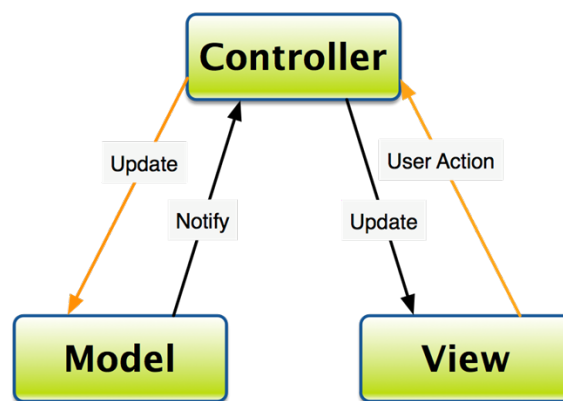 Controller
Update
User Action
Notify
Update
Model
View